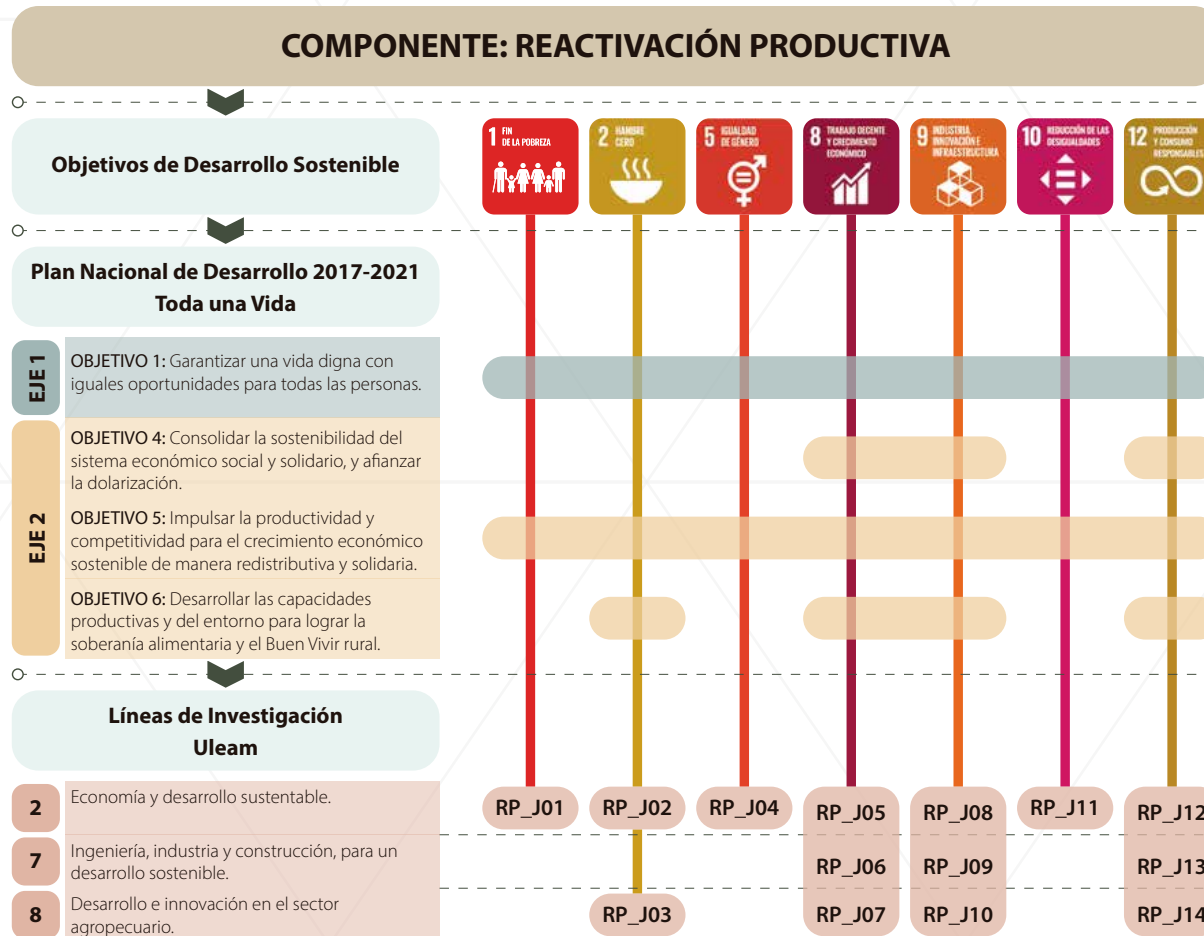 COMPONENTE: REACTIVACIÓN PRODUCTIVA
Objetivos de Desarrollo Sostenible
1 FIN
DE LA POBREZA
2 HAMBRE
CERO
5 IGUALDAD
DE GÉNERO
8 TRABAJO DECENTE
Y CRECIMIENTO
ECONÓMICO
9 INDUSTRIA,
INNOVACIÓN E
INFRAESTRUCTURA
10 REDUCCIÓN DE LAS
DESIGUALDADES
12 PRODUCCIÓN
Y CONSUMO
RESPONSABLES
Plan Nacional de Desarrollo 2017-2021
Toda una Vida
EJE 1
OBJETIVO 1: Garantizar una vida digna con
iguales oportunidades para todas las personas.
EJE 2
OBJETIVO 4: Consolidar la sostenibilidad del
sistema económico social y solidario, y afianzar
la dolarización.
OBJETIVO 5: Impulsar la productividad y
competitividad para el crecimiento económico
sostenible de manera redistributiva y solidaria.
OBJETIVO 6: Desarrollar las capacidades
productivas y del entorno para lograr la
soberanía alimentaria y el Buen Vivir rural.
Líneas de Investigación
Uleam
2 Economía y desarrollo sustentable.
RP_J01 RP_J02 RP_J04 RP_J05 RP_J08 RP_J11 RP_J12
7 Ingeniería, industria y construcción, para un
desarrollo sostenible.
RP_J06 RP_J09 RP_J13
8 Desarrollo e innovación en el sector
agropecuario.
RP_J03 RP_J07 RP_J10 RP_J14